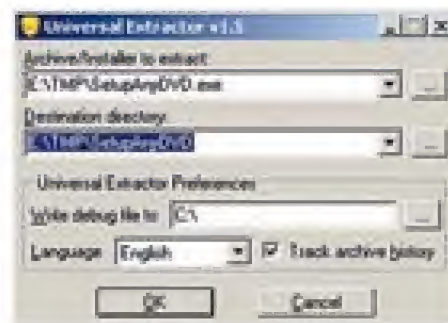 Universal Extractor v1.5
Archive/Installer to extract:
C:\TMP\SetupAnyDVD.exe
...
Destination directory:
C:\TMP\SetupAnyDVD
...
Universal Extractor Preferences
Write debug file to C:\
...
Language English Track archive history
OK Cancel